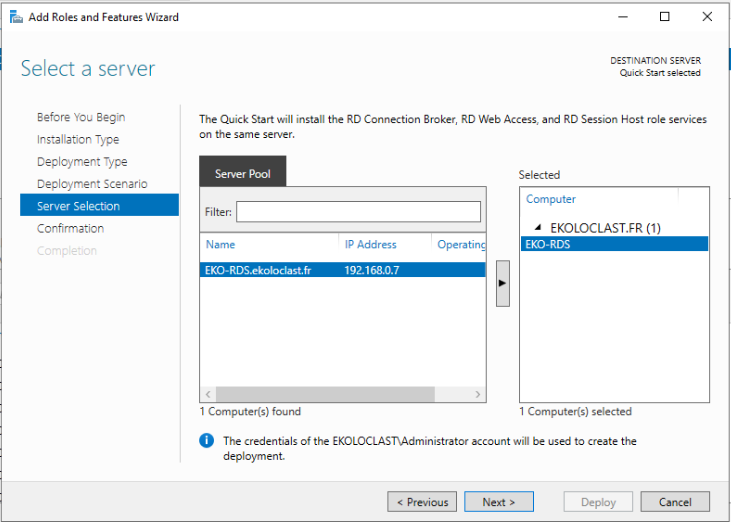 Add Roles and Features Wizard
Select a server
DESTINATION SERVER
Quick Start selected
Before You Begin
Installation Type
Deployment Type
Deployment Scenario
Server Selection
Confirmation
Completion
The Quick Start will install the RD Connection Broker, RD Web Access, and RD Session Host role services
on the same server.
Server Pool
Filter:
Name IP Address Operating
EKO-RDS.ekoloclast.fr 192.168.0.7
1 Computer(s) found
Selected
Computer
EKOLOCLAST.FR (1)
EKO-RDS
1 Computer(s) selected
The credentials of the EKOLOCLAST\Administrator account will be used to create the
deployment.
< Previous Next > Deploy Cancel